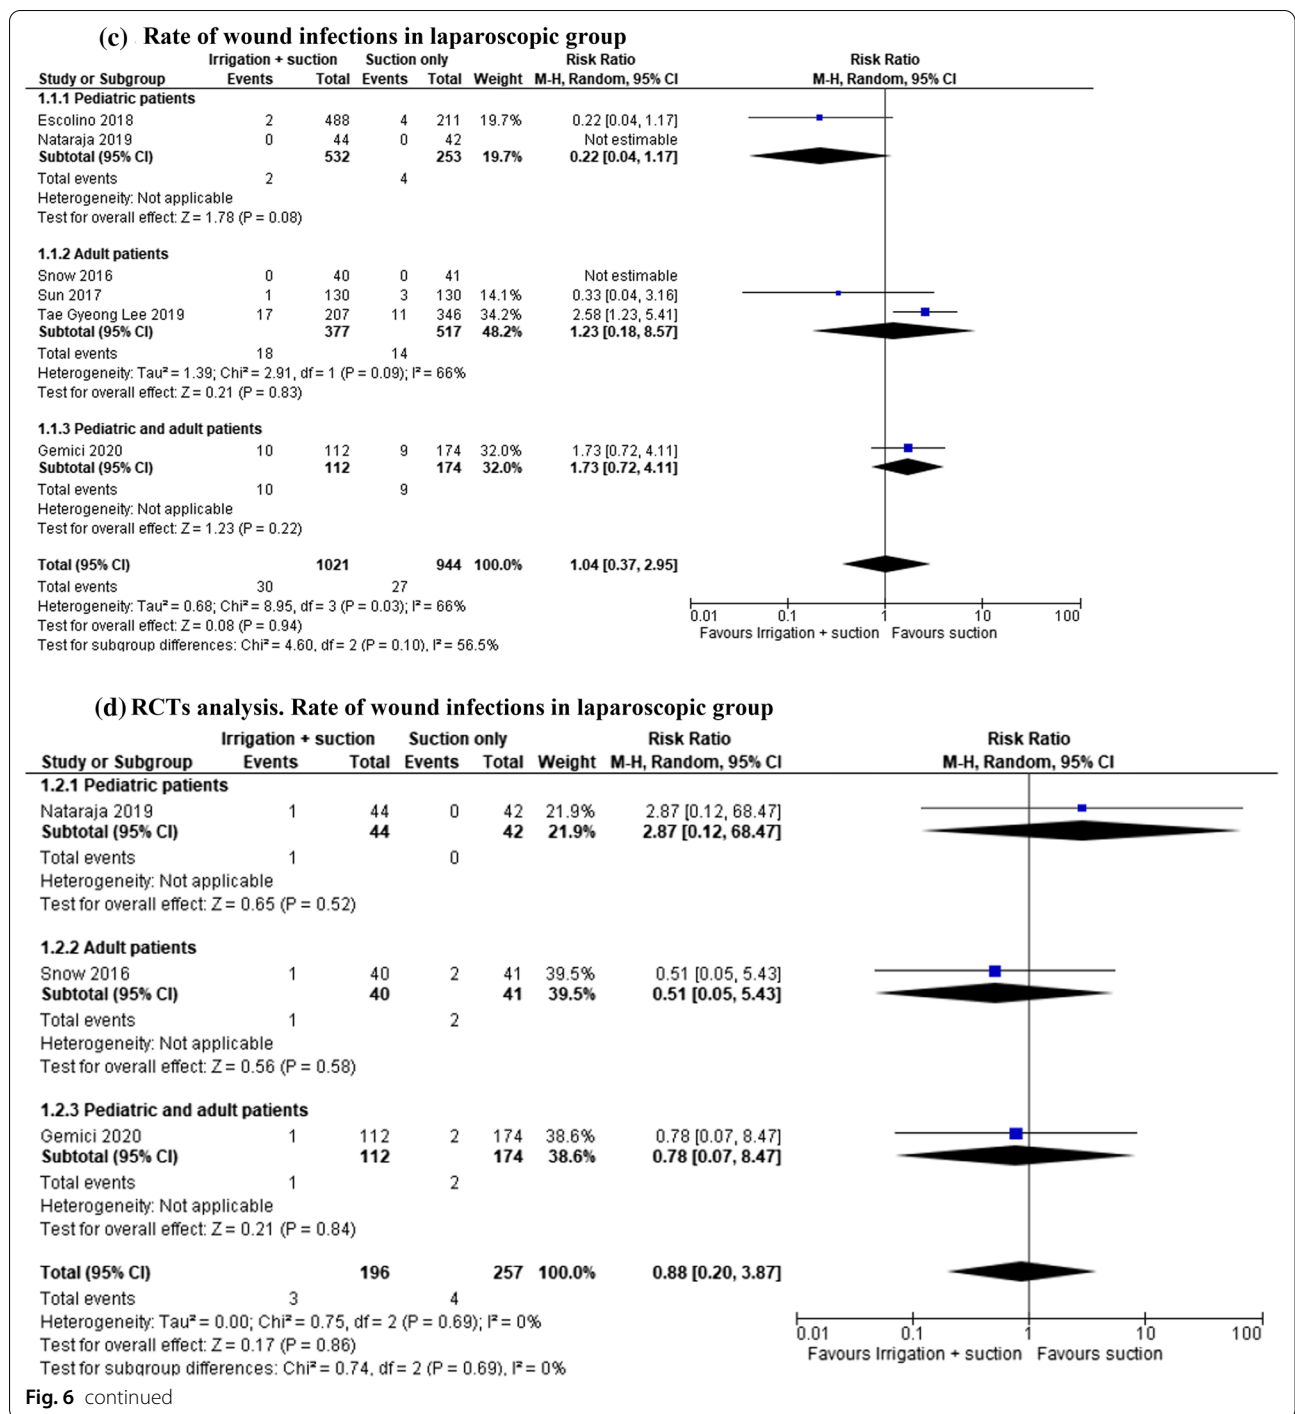 (c) Rate of wound infections in laparoscopic group
Irrigation + suction Suction only Risk Ratio Risk Ratio
Study or Subgroup Events Total Events Total Weight M-H, Random, 95% CI M-H, Random, 95% CI
1.1.1 Pediatric patients
Escolino 2018 2 488 4 211 19.7% 0.22 [0.04, 1.17]
Nataraja 2019 0 44 0 42 Not estimable
Subtotal (95% CI) 532 253 19.7% 0.22 [0.04, 1.17]
Total events 2 4
Heterogeneity: Not applicable
Test for overall effect: Z = 1.78 (P = 0.08)
1.1.2 Adult patients
Snow 2016 0 40 0 41 Not estimable
Sun 2017 1 130 3 130 14.1% 0.33 [0.04, 3.16]
Tae Gyeong Lee 2019 17 207 11 346 34.2% 2.58 [1.23, 5.41]
Subtotal (95% CI) 377 517 48.2% 1.23 [0.18, 8.57]
Total events 18 14
Heterogeneity: Tau² = 1.39; Chi² = 2.91, df = 1 (P = 0.09); I² = 66%
Test for overall effect: Z = 0.21 (P = 0.83)
1.1.3 Pediatric and adult patients
Gemici 2020 10 112 9 174 32.0% 1.73 [0.72, 4.11]
Subtotal (95% CI) 112 174 32.0% 1.73 [0.72, 4.11]
Total events 10 9
Heterogeneity: Not applicable
Test for overall effect: Z = 1.23 (P = 0.22)
Total (95% CI) 1021 944 100.0% 1.04 [0.37, 2.95]
Total events 30 27
Heterogeneity: Tau² = 0.68; Chi² = 8.95, df = 3 (P = 0.03); I² = 66%
Test for overall effect: Z = 0.08 (P = 0.94)
Test for subgroup differences: Chi² = 4.60, df = 2 (P = 0.10), I² = 56.5%
0.01 0.1 1 10 100
Favours Irrigation + suction Favours suction
(d) RCTs analysis. Rate of wound infections in laparoscopic group
Irrigation + suction Suction only Risk Ratio Risk Ratio
Study or Subgroup Events Total Events Total Weight M-H, Random, 95% CI M-H, Random, 95% CI
1.2.1 Pediatric patients
Nataraja 2019 1 44 0 42 21.9% 2.87 [0.12, 68.47]
Subtotal (95% CI) 44 42 21.9% 2.87 [0.12, 68.47]
Total events 1 0
Heterogeneity: Not applicable
Test for overall effect: Z = 0.65 (P = 0.52)
1.2.2 Adult patients
Snow 2016 1 40 2 41 39.5% 0.51 [0.05, 5.43]
Subtotal (95% CI) 40 41 39.5% 0.51 [0.05, 5.43]
Total events 1 2
Heterogeneity: Not applicable
Test for overall effect: Z = 0.56 (P = 0.58)
1.2.3 Pediatric and adult patients
Gemici 2020 1 112 2 174 38.6% 0.78 [0.07, 8.47]
Subtotal (95% CI) 112 174 38.6% 0.78 [0.07, 8.47]
Total events 1 2
Heterogeneity: Not applicable
Test for overall effect: Z = 0.21 (P = 0.84)
Total (95% CI) 196 257 100.0% 0.88 [0.20, 3.87]
Total events 3 4
Heterogeneity: Tau² = 0.00; Chi² = 0.75, df = 2 (P = 0.69); I² = 0%
Test for overall effect: Z = 0.17 (P = 0.86)
Test for subgroup differences: Chi² = 0.74, df = 2 (P = 0.69), I² = 0%
0.01 0.1 1 10 100
Favours Irrigation + suction Favours suction
Fig. 6 continued